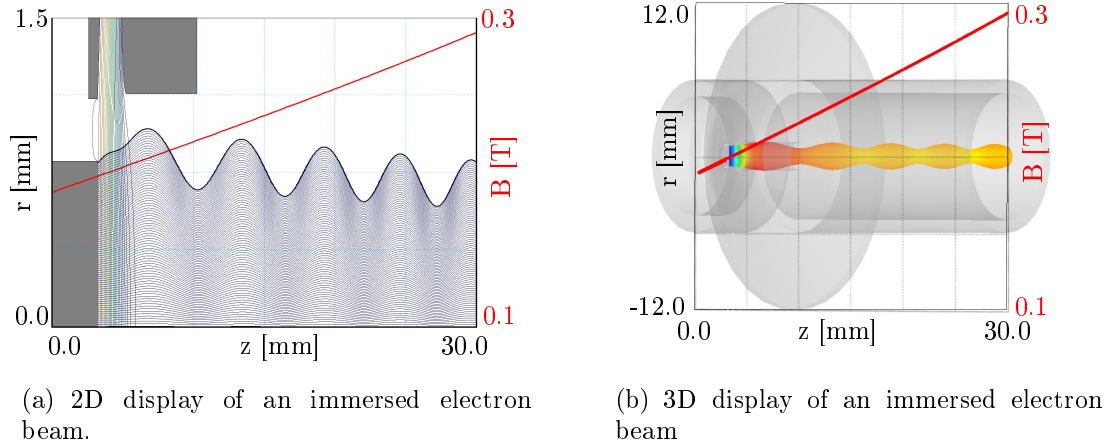 1.5
0.3
r [mm]
B [T]
0.0
0.1
0.0
z [mm]
30.0
(a) 2D display of an immersed electron
beam.
12.0
0.3
r [mm]
B [T]
-12.0
0.1
0.0
z [mm]
30.0
(b) 3D display of an immersed electron
beam